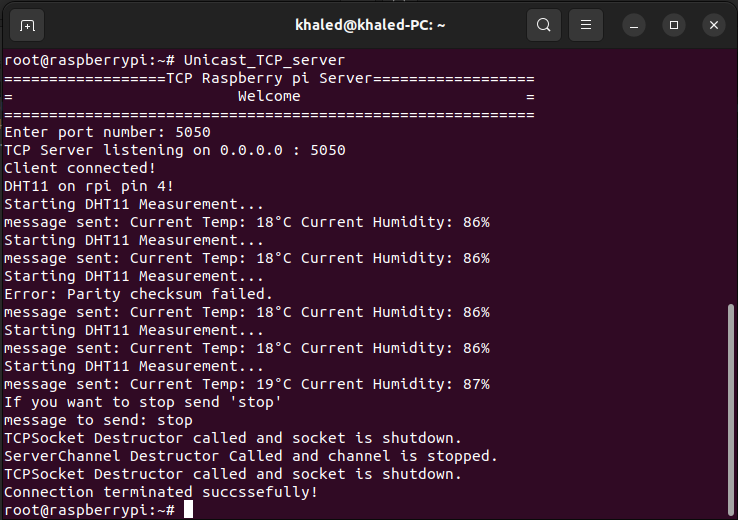 khaled@khaled-PC: ~
root@raspberrypi:~# Unicast_TCP_server
==================TCP Raspberry pi Server==================
=                         Welcome                         =
===========================================================
Enter port number: 5050
TCP Server listening on 0.0.0.0 : 5050
Client connected!
DHT11 on rpi pin 4!
Starting DHT11 Measurement...
message sent: Current Temp: 18°C Current Humidity: 86%
Starting DHT11 Measurement...
message sent: Current Temp: 18°C Current Humidity: 86%
Starting DHT11 Measurement...
Error: Parity checksum failed.
message sent: Current Temp: 18°C Current Humidity: 86%
Starting DHT11 Measurement...
message sent: Current Temp: 18°C Current Humidity: 86%
Starting DHT11 Measurement...
message sent: Current Temp: 19°C Current Humidity: 87%
If you want to stop send 'stop'
message to send: stop
TCPSocket Destructor called and socket is shutdown.
ServerChannel Destructor Called and channel is stopped.
TCPSocket Destructor called and socket is shutdown.
Connection terminated succssefully!
root@raspberrypi:~#